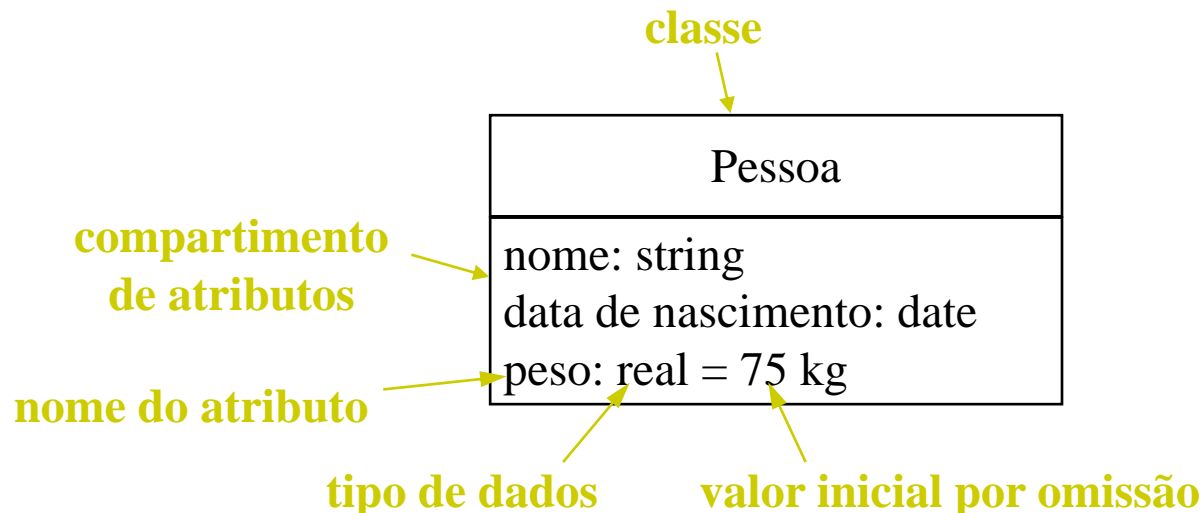 classe
Pessoa
compartimento
de atributos
nome: string
data de nascimento: date
peso: real = 75 kg
nome do atributo
tipo de dados
valor inicial por omissão